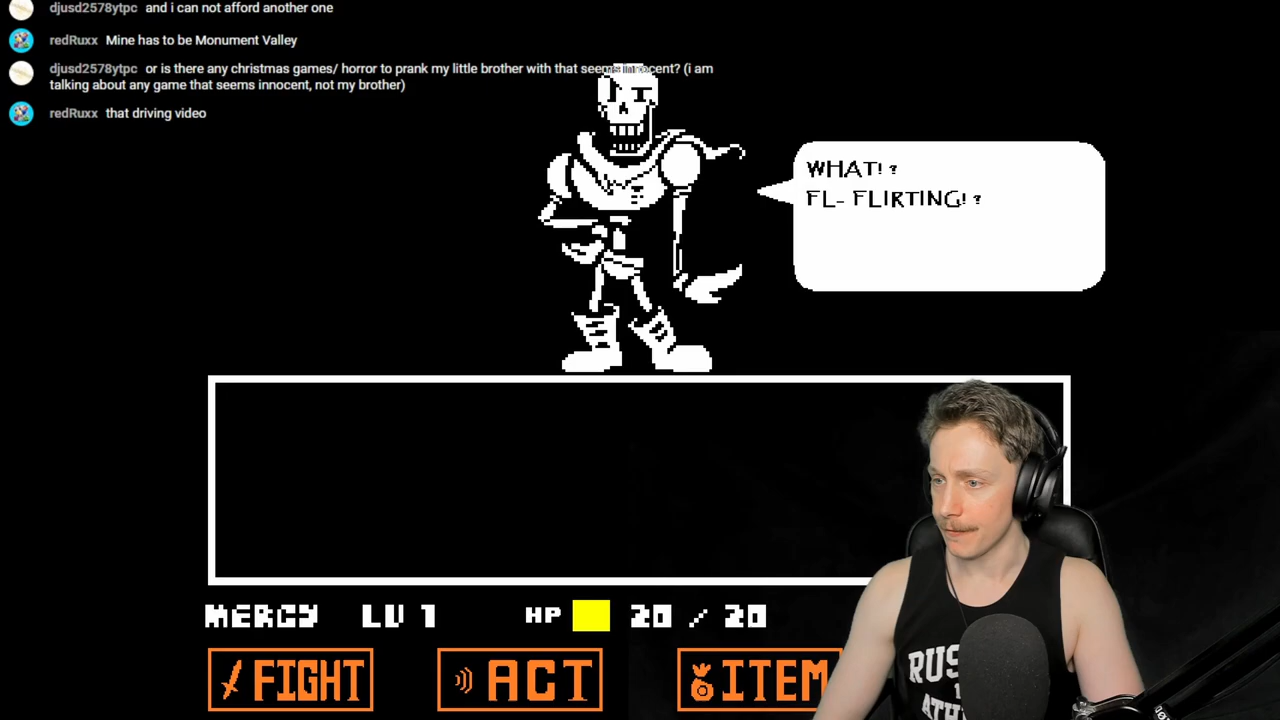 djusd2578ytpc and i can not afford another one
redRuxx Mine has to be Monument Valley
djusd2578ytpc or is there any christmas games/ horror to prank my little brother with that seems innocent? (i am
talking about any game that seems innocent, not my brother)
redRuxx that driving video
WHAT!?
FL- FLIRTING!?
MERCY LV 1 HP 20 / 20
FIGHT ACT ITEM
RUS
ATH